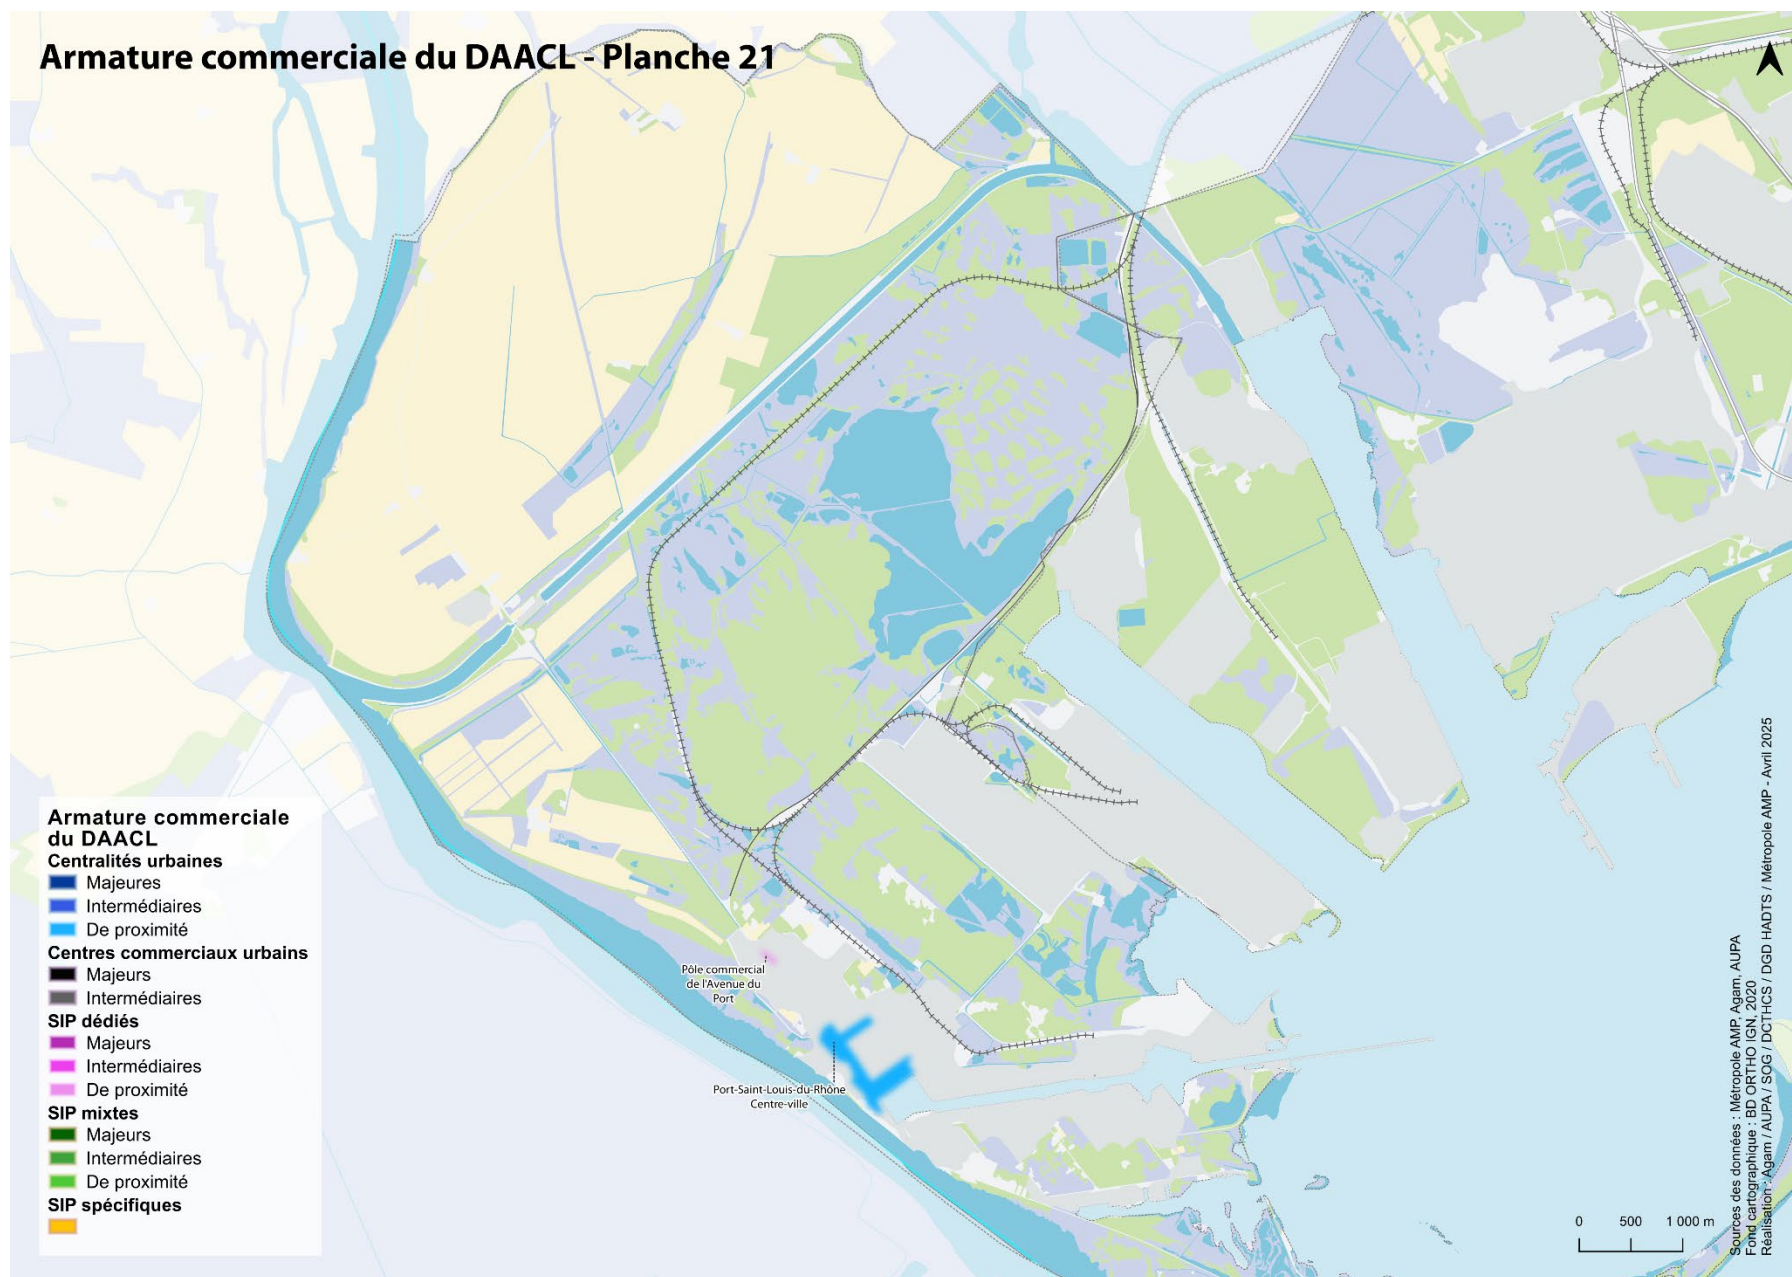 Armature commerciale du DAACL - Planche 21
Pôle commercial
de l'Avenue du
Port
Port-Saint-Louis-du-Rhône
Centre-ville
Armature commerciale
du DAACL
Centralités urbaines
Majeures
Intermédiaires
De proximité
Centres commerciaux urbains
Majeurs
Intermédiaires
SIP dédiés
Majeurs
Intermédiaires
De proximité
SIP mixtes
Majeurs
Intermédiaires
De proximité
SIP spécifiques
0 500 1 000 m
Sources des données : Métropole AMP, Agam, AUPA
Fond cartographique : BD ORTHO IGN, 2020
Réalisation : Agam / AUPA / SOG / DCTHCS / DGD HADTS / Métropole AMP - Avril 2025